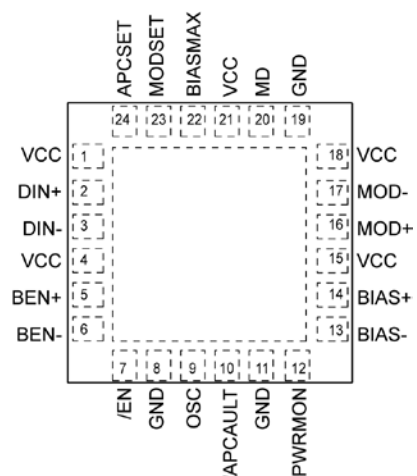 APCSET MODSET BIASMAX VCC MD GND
24 23 22 21 20 19
VCC 1 18 VCC
DIN+ 2 17 MOD-
DIN- 3 16 MOD+
VCC 4 15 VCC
BEN+ 5 14 BIAS+
BEN- 6 13 BIAS-
7 8 9 10 11 12
/EN GND OSC APCAULT GND PWRMON